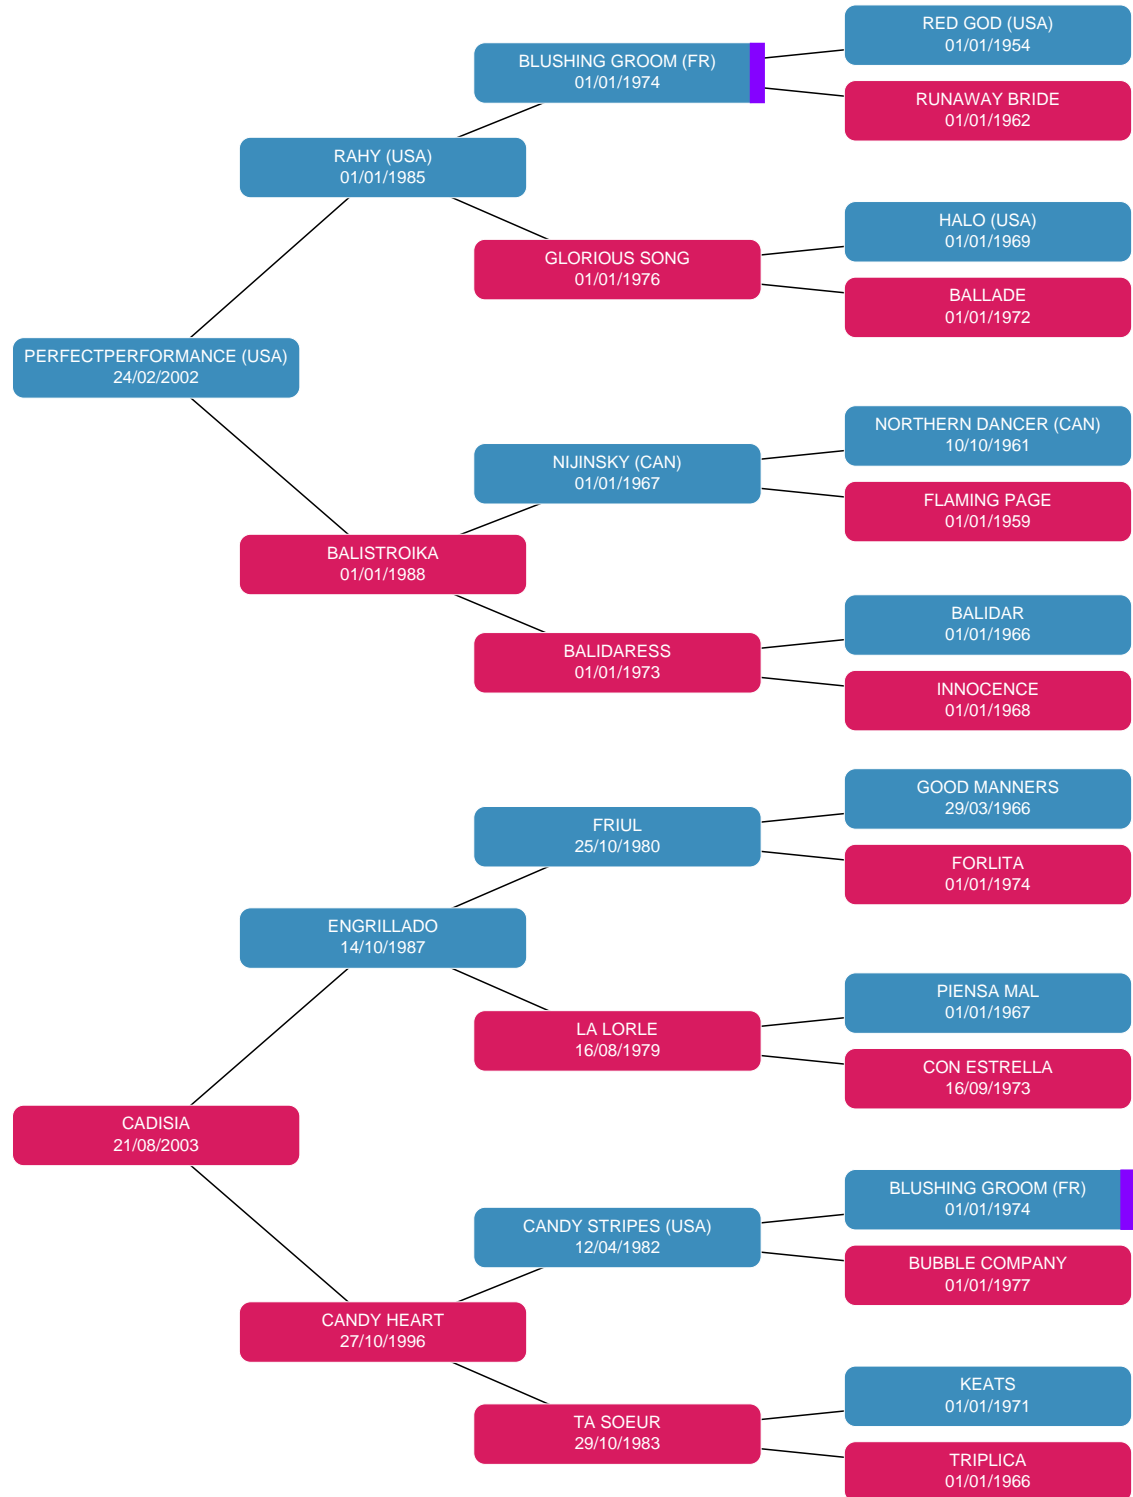 RED GOD (USA)
01/01/1954
BLUSHING GROOM (FR)
01/01/1974
RUNAWAY BRIDE
01/01/1962
RAHY (USA)
01/01/1985
HALO (USA)
01/01/1969
GLORIOUS SONG
01/01/1976
BALLADE
01/01/1972
PERFECTPERFORMANCE (USA)
24/02/2002
NORTHERN DANCER (CAN)
10/10/1961
NIJINSKY (CAN)
01/01/1967
FLAMING PAGE
01/01/1959
BALISTROIKA
01/01/1988
BALIDAR
01/01/1966
BALIDARESS
01/01/1973
INNOCENCE
01/01/1968
GOOD MANNERS
29/03/1966
FRIUL
25/10/1980
FORLITA
01/01/1974
ENGRILLADO
14/10/1987
PIENSA MAL
01/01/1967
LA LORLE
16/08/1979
CON ESTRELLA
16/09/1973
CADISIA
21/08/2003
BLUSHING GROOM (FR)
01/01/1974
CANDY STRIPES (USA)
12/04/1982
BUBBLE COMPANY
01/01/1977
CANDY HEART
27/10/1996
KEATS
01/01/1971
TA SOEUR
29/10/1983
TRIPLICA
01/01/1966